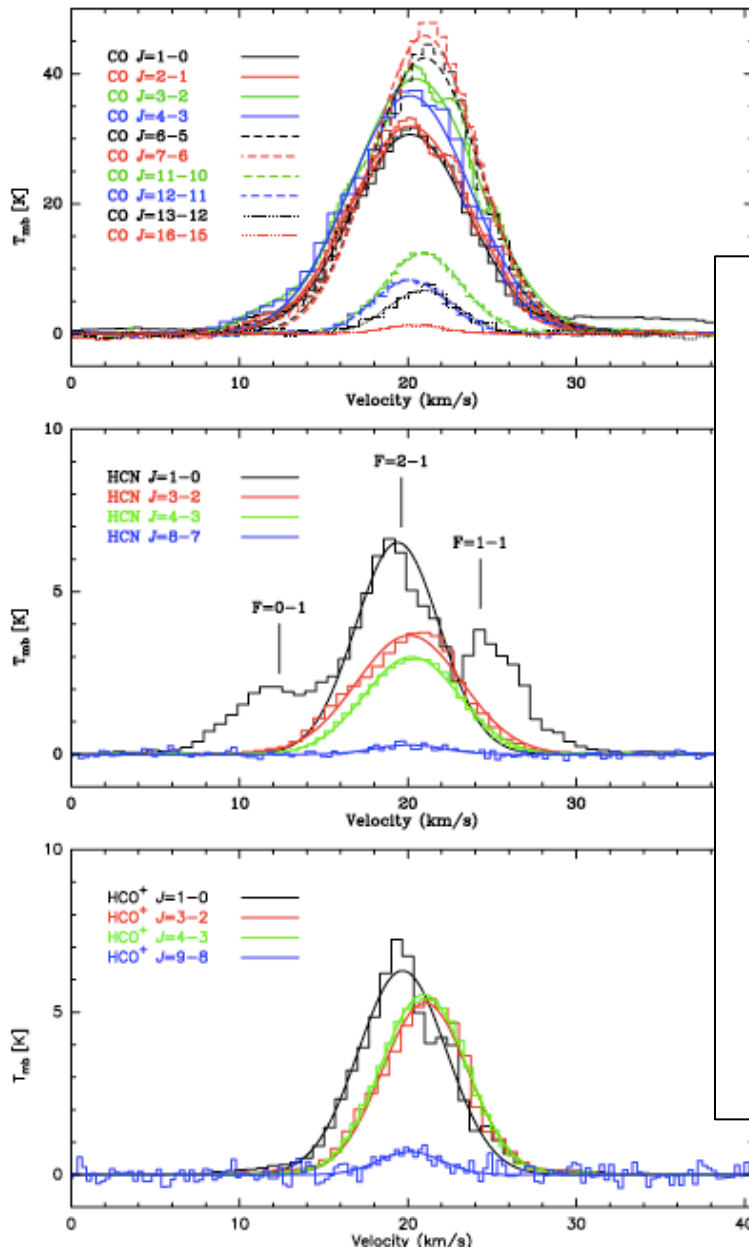 CO J=1−0
CO J=2−1
CO J=3−2
CO J=4−3
CO J=6−5
CO J=7−6
CO J=11−10
CO J=12−11
CO J=13−12
CO J=16−15
Tmb [K]
40
20
0
0 10 20 30
Velocity (km/s)
HCN J=1−0
HCN J=3−2
HCN J=4−3
HCN J=8−7
F=2−1
F=1−1
F=0−1
Tmb [K]
10
5
0
0 10 20 30
Velocity (km/s)
HCO+ J=1−0
HCO+ J=3−2
HCO+ J=4−3
HCO+ J=9−8
Tmb [K]
10
5
0
0 10 20 30 40
Velocity (km/s)